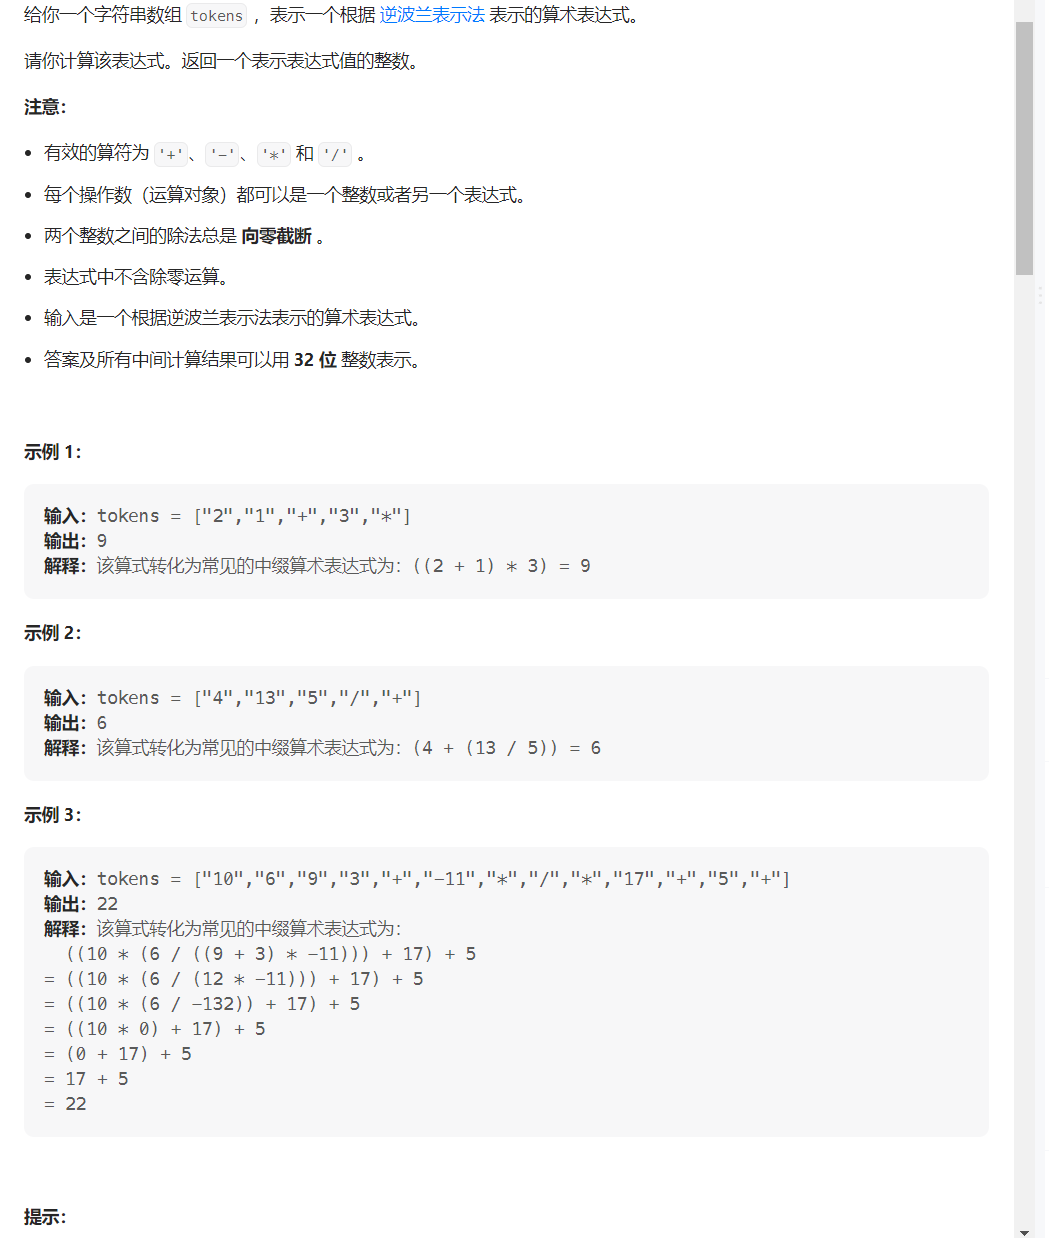 给你一个字符串数组 tokens ，表示一个根据 逆波兰表示法 表示的算术表达式。
请你计算该表达式。返回一个表示表达式值的整数。
注意：
有效的算符为 '+'、'-'、'*' 和 '/' 。
每个操作数（运算对象）都可以是一个整数或者另一个表达式。
两个整数之间的除法总是 向零截断 。
表达式中不含除零运算。
输入是一个根据逆波兰表示法表示的算术表达式。
答案及所有中间计算结果可以用 32 位 整数表示。
示例 1：
输入：tokens = ["2","1","+","3","*"]
输出：9
解释：该算式转化为常见的中缀算术表达式为：((2 + 1) * 3) = 9
示例 2：
输入：tokens = ["4","13","5","/","+"]
输出：6
解释：该算式转化为常见的中缀算术表达式为：(4 + (13 / 5)) = 6
示例 3：
输入：tokens = ["10","6","9","3","+","-11","*","/","*","17","+","5","+"]
输出：22
解释：该算式转化为常见的中缀算术表达式为：
((10 * (6 / ((9 + 3) * -11))) + 17) + 5
= ((10 * (6 / (12 * -11))) + 17) + 5
= ((10 * (6 / -132)) + 17) + 5
= ((10 * 0) + 17) + 5
= (0 + 17) + 5
= 17 + 5
= 22
提示：